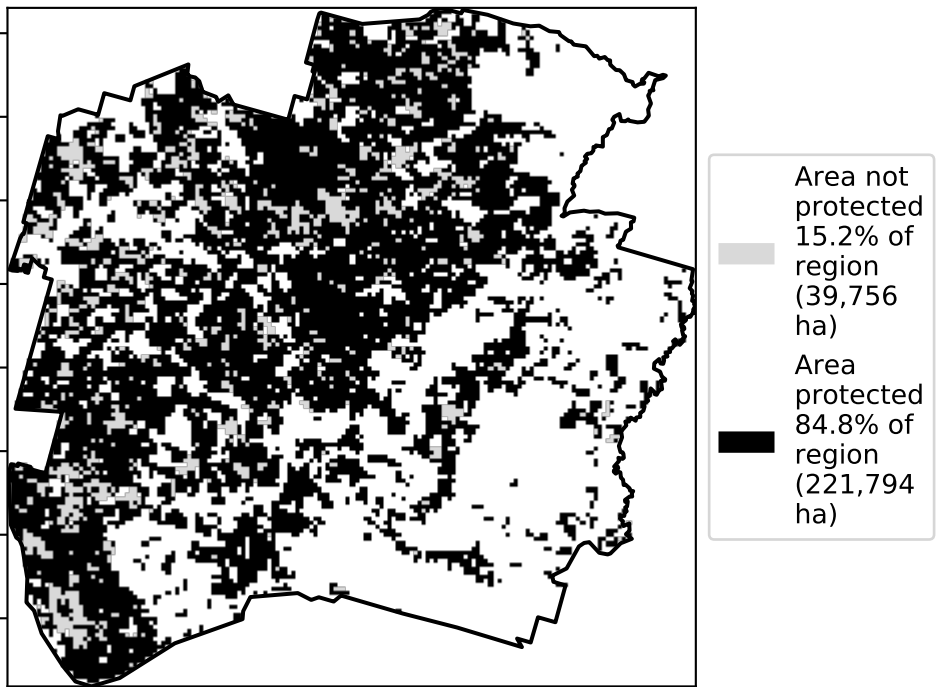 Area not
protected
15.2% of
region
(39,756
ha)
Area
protected
84.8% of
region
(221,794
ha)